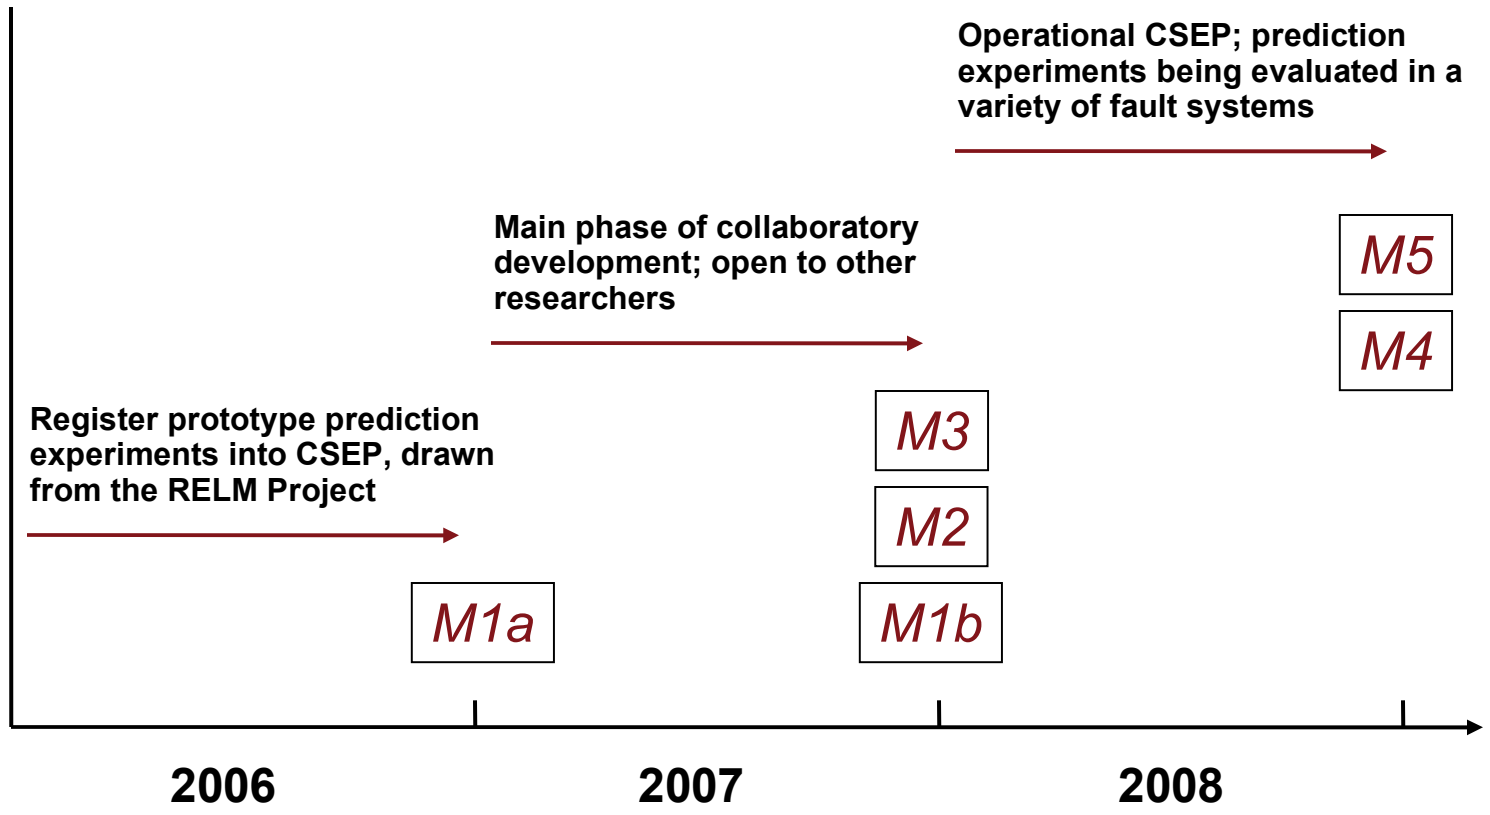 Operational CSEP; prediction
experiments being evaluated in a
variety of fault systems
Main phase of collaboratory
development; open to other
researchers
M5
M4
Register prototype prediction
experiments into CSEP, drawn
from the RELM Project
M3
M2
M1a
M1b
2006
2007
2008